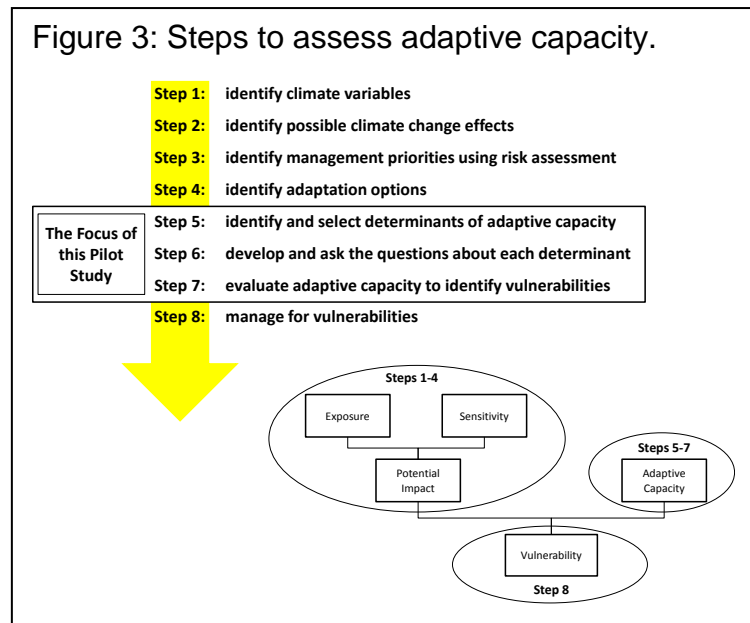 Figure 3: Steps to assess adaptive capacity.
Step 1: identify climate variables
Step 2: identify possible climate change effects
Step 3: identify management priorities using risk assessment
Step 4: identify adaptation options
The Focus of
this Pilot
Study
Step 5: identify and select determinants of adaptive capacity
Step 6: develop and ask the questions about each determinant
Step 7: evaluate adaptive capacity to identify vulnerabilities
Step 8: manage for vulnerabilities
Steps 1-4
Exposure
Sensitivity
Potential
Impact
Steps 5-7
Adaptive
Capacity
Vulnerability
Step 8